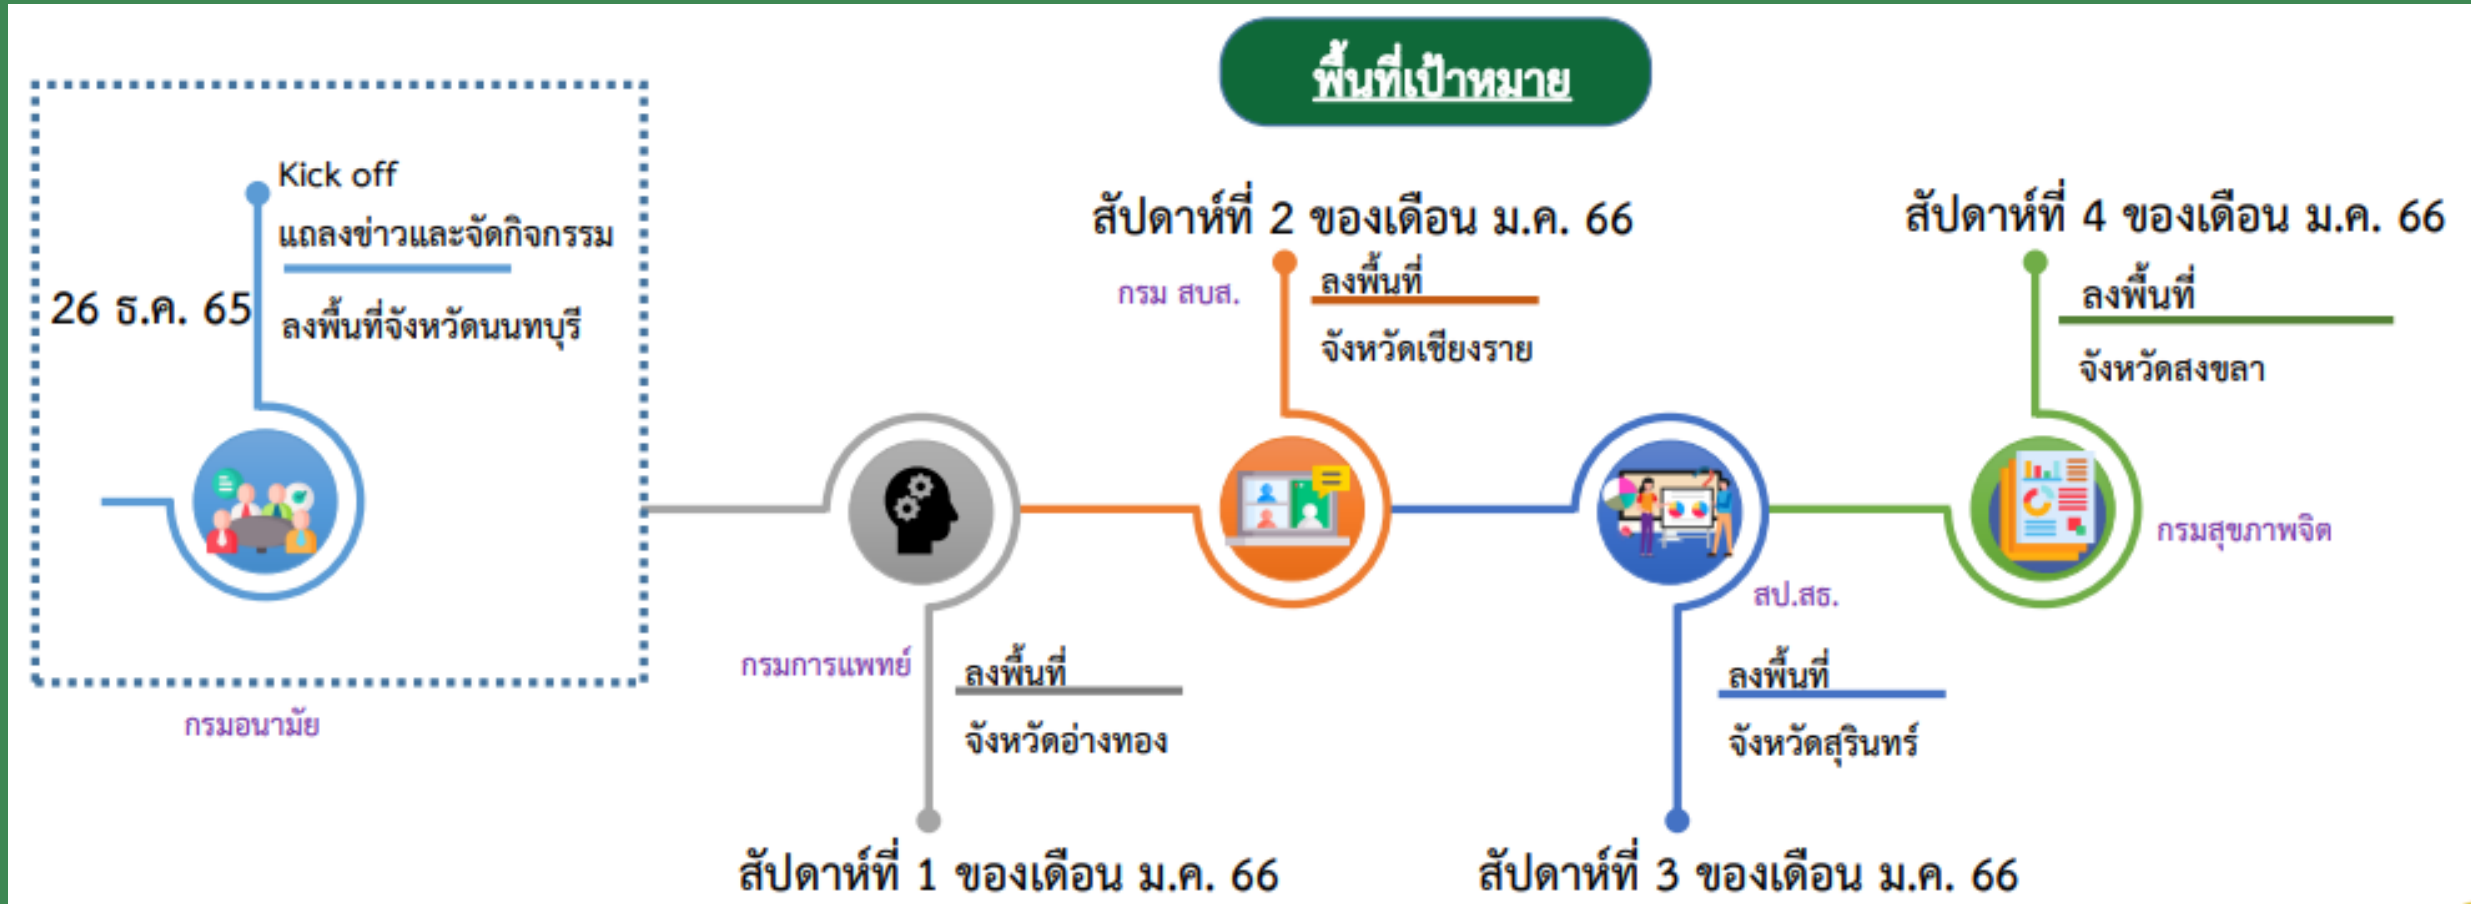 พื้นที่เป้าหมาย
Kick off
แถลงข่าวและจัดกิจกรรม
26 ธ.ค. 65
ลงพื้นที่จังหวัดนนทบุรี
กรมอนามัย
กรมการแพทย์
ลงพื้นที่
จังหวัดอ่างทอง
สัปดาห์ที่ 1 ของเดือน ม.ค. 66
สัปดาห์ที่ 2 ของเดือน ม.ค. 66
กรม สบส.
ลงพื้นที่
จังหวัดเชียงราย
สป.สธ.
ลงพื้นที่
จังหวัดสุรินทร์
สัปดาห์ที่ 3 ของเดือน ม.ค. 66
สัปดาห์ที่ 4 ของเดือน ม.ค. 66
ลงพื้นที่
จังหวัดสงขลา
กรมสุขภาพจิต